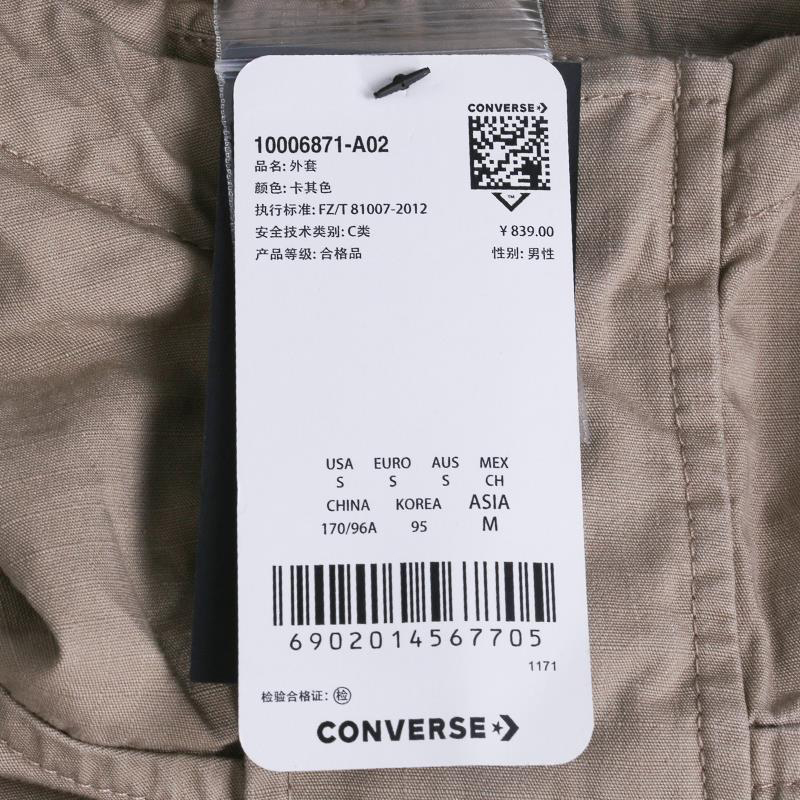 CONVERSE
10006871-A02
品名: 外套
颜色: 卡其色
执行标准: FZ/T 81007-2012
安全技术类别: C类
¥ 839.00
产品等级: 合格品
性别: 男性
USA EURO AUS MEX
S S S CH
CHINA KOREA ASIA
170/96A 95 M
6902014567705
1171
检验合格证: 检
CONVERSE